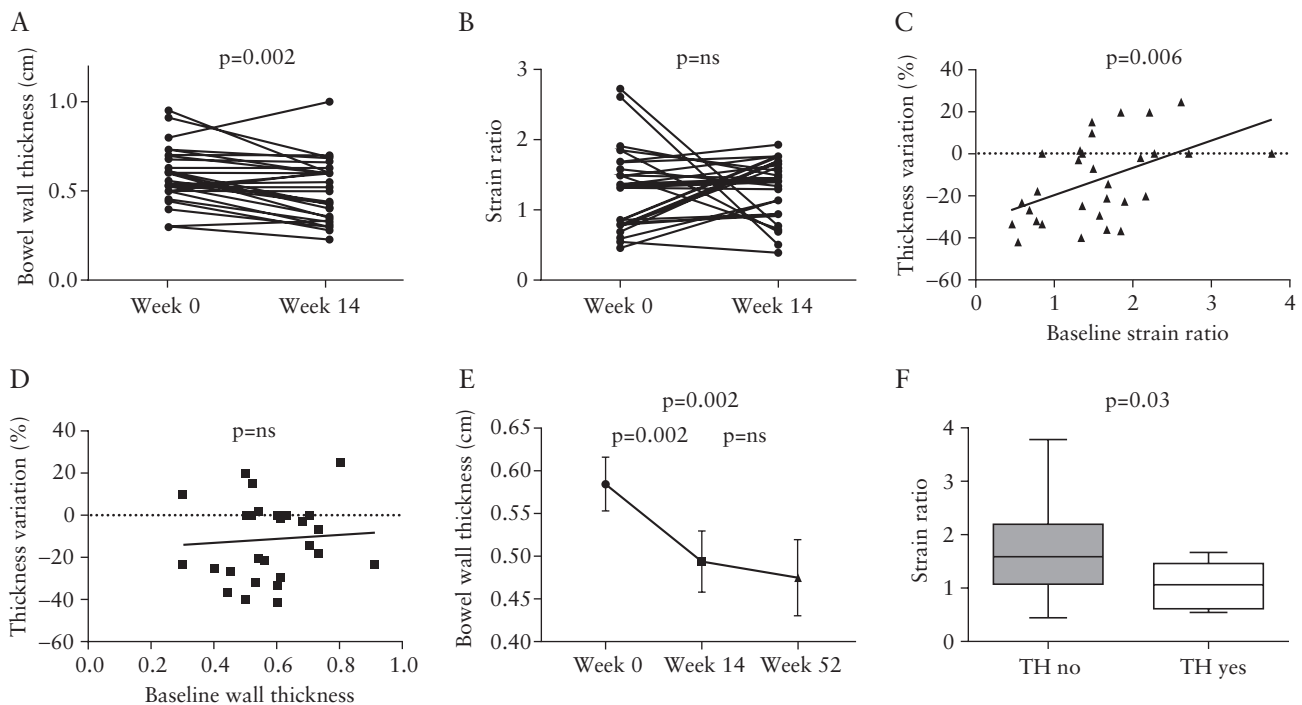 A
p=0.002
Bowel wall thickness (cm)
1.0
0.5
0.0
Week 0 Week 14
B
p=ns
Strain ratio
3
2
1
0
Week 0 Week 14
C
p=0.006
Thickness variation (%)
40
20
0
−20
−40
−60
0 1 2 3 4
Baseline strain ratio
D
p=ns
Thickness variation (%)
40
20
0
−20
−40
−60
0.0 0.2 0.4 0.6 0.8 1.0
Baseline wall thickness
E
p=0.002
p=0.002 p=ns
Bowel wall thickness (cm)
0.65
0.60
0.55
0.50
0.45
0.40
Week 0 Week 14 Week 52
F
p=0.03
Strain ratio
4
3
2
1
0
TH no TH yes